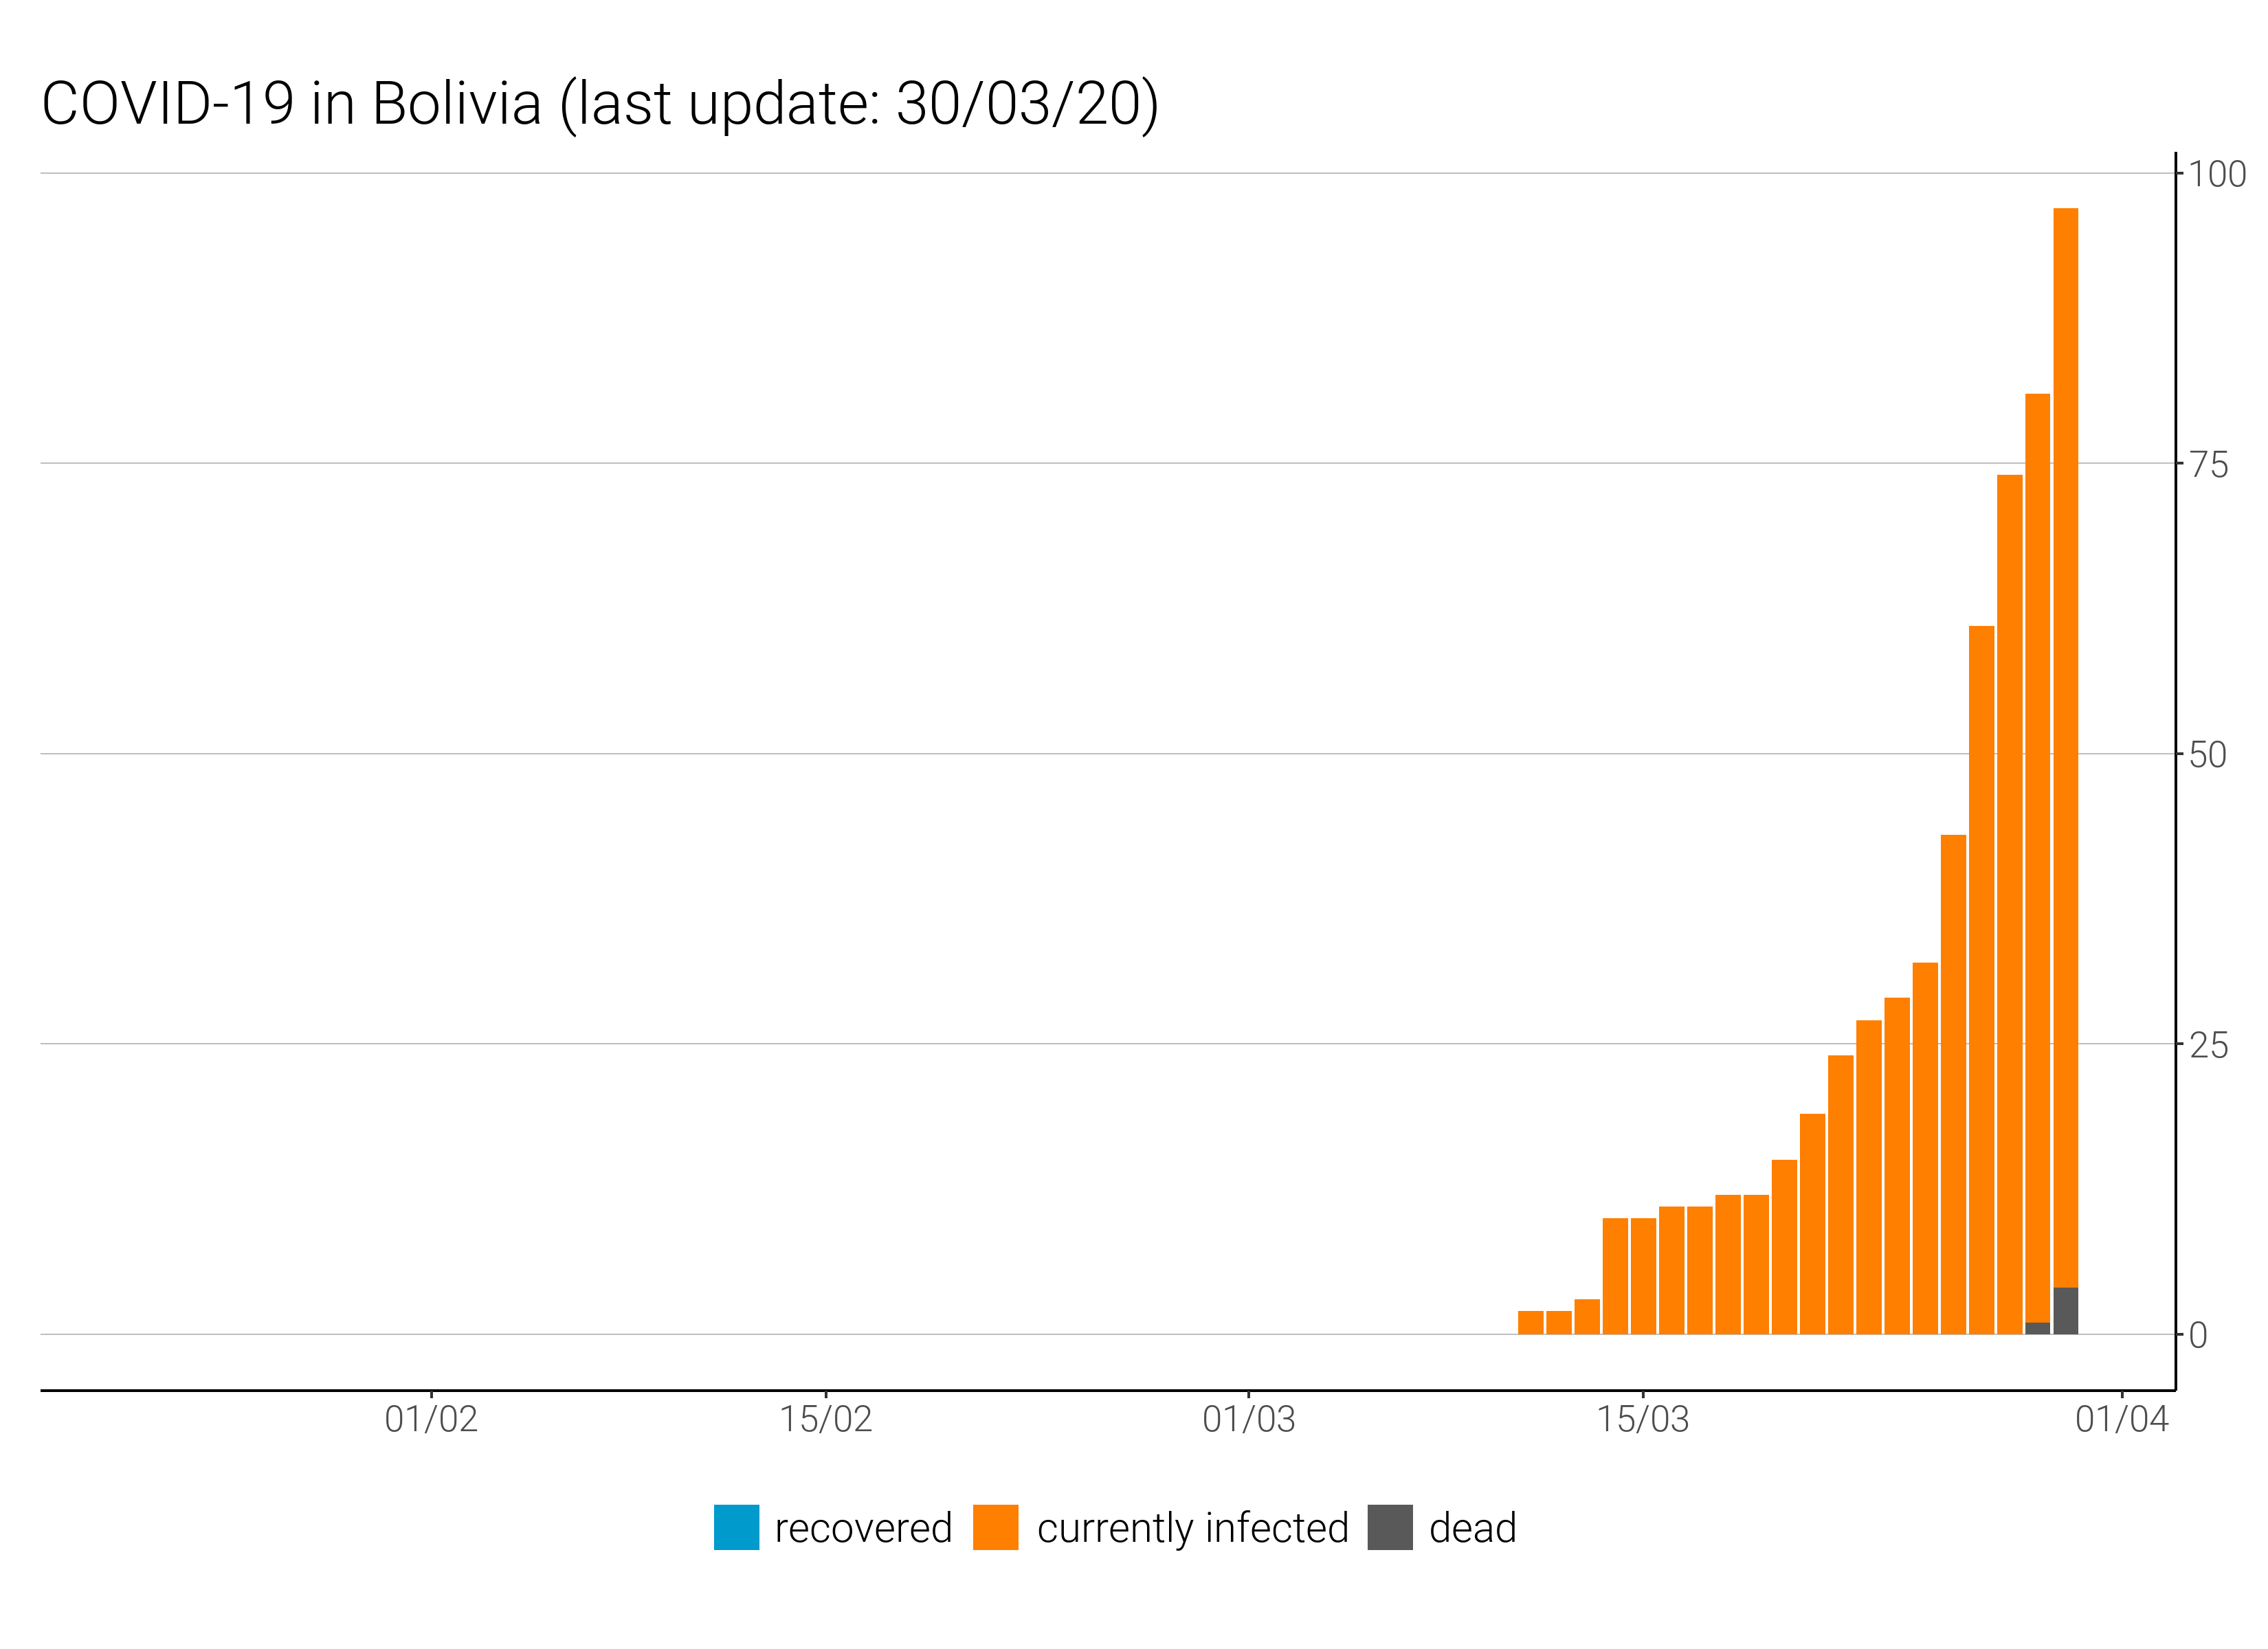 COVID-19 in Bolivia (last update: 30/03/20)
100
75
50
25
0
01/02 15/02 01/03 15/03 01/04
recovered currently infected dead